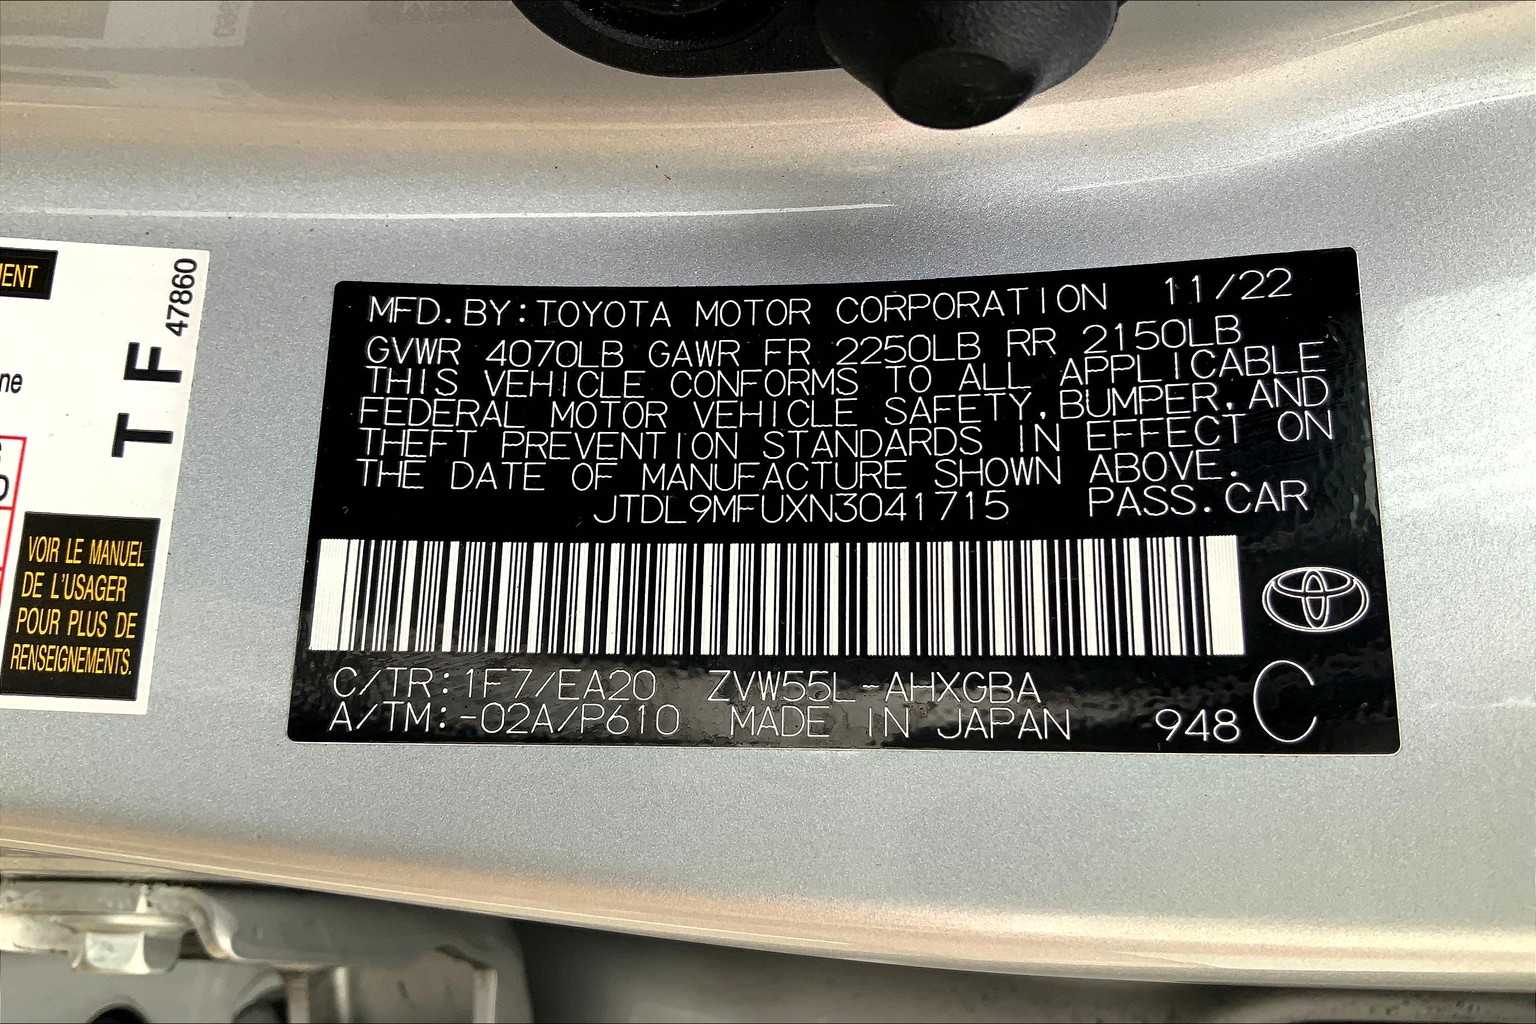 MENT
47860
T F
ne
VOIR LE MANUEL
DE L'USAGER
POUR PLUS DE
RENSEIGNEMENTS.
MFD. BY: TOYOTA MOTOR CORPORATION 11/22
GVWR 4070LB GAWR FR 2250LB RR 2150LB
THIS VEHICLE CONFORMS TO ALL APPLICABLE
FEDERAL MOTOR VEHICLE SAFETY, BUMPER, AND
THEFT PREVENTION STANDARDS IN EFFECT ON
THE DATE OF MANUFACTURE SHOWN ABOVE.
JTDL9MFUXN3041715 PASS. CAR
C/TR: 1F7/EA20 ZVW55L-AHXGBA
A/TM: -02A/P610 MADE IN JAPAN 948 C